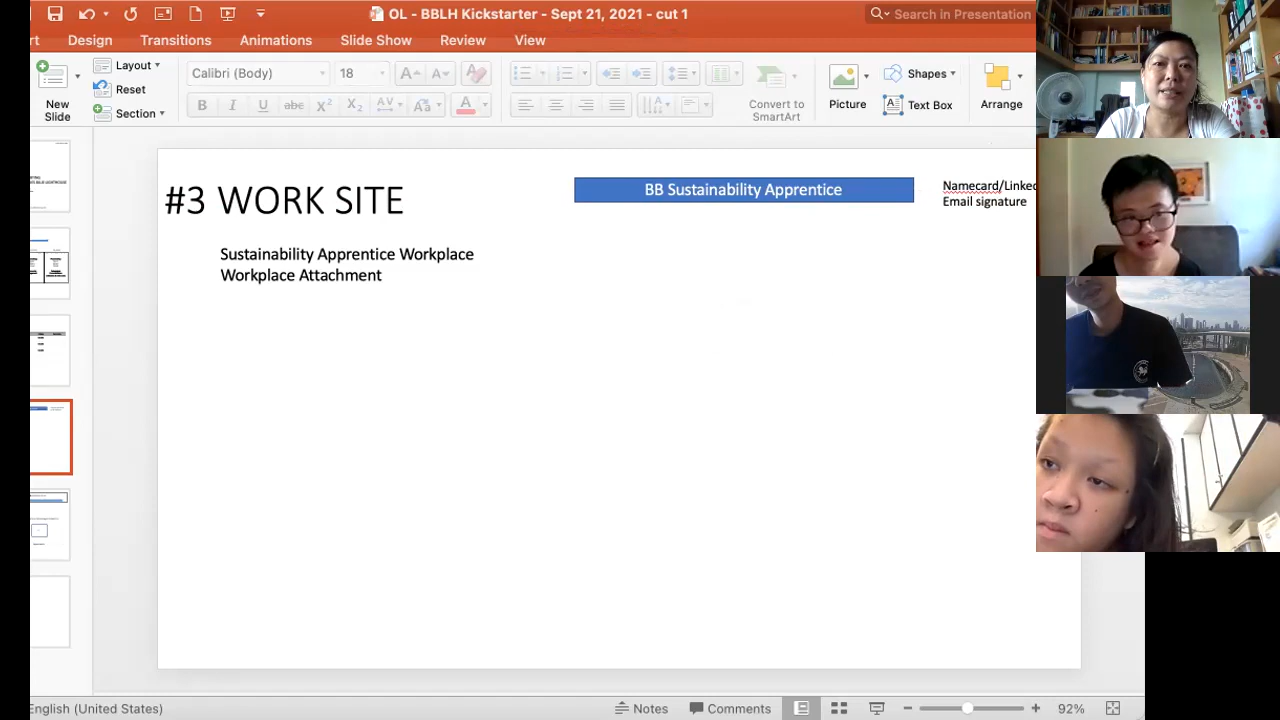 OL - BBLH Kickstarter - Sept 21, 2021 - cut 1
Search in Presentation
rt
Design
Transitions
Animations
Slide Show
Review
View
New
Slide
Layout
Reset
Section
Calibri (Body)
18
Convert to
SmartArt
Picture
Shapes
Text Box
Arrange
#3 WORK SITE
BB Sustainability Apprentice
Namecard/Linked
Email signature
Sustainability Apprentice Workplace
Workplace Attachment
English (United States)
Notes
Comments
92%